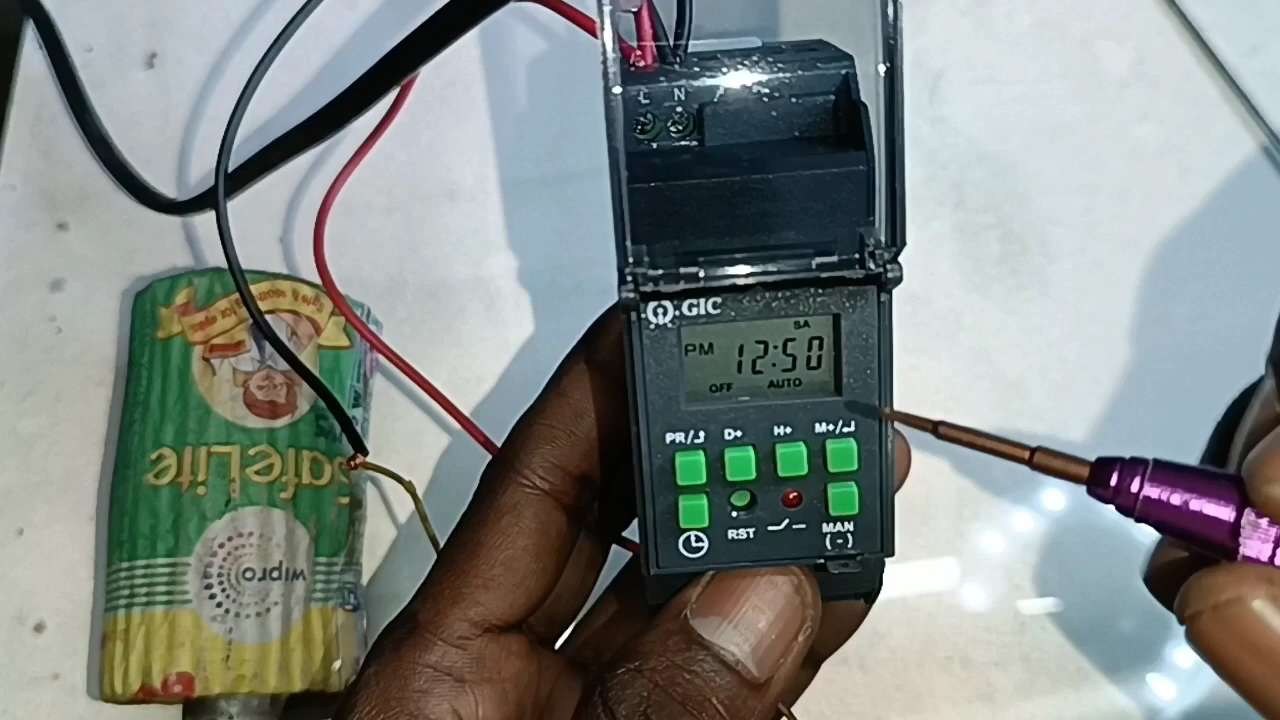 L N
GIC
SA
PM 12:50
OFF AUTO
PR/↲ D+ H+ M+/↲
RST
MAN
(-)
SafeLite
wipro